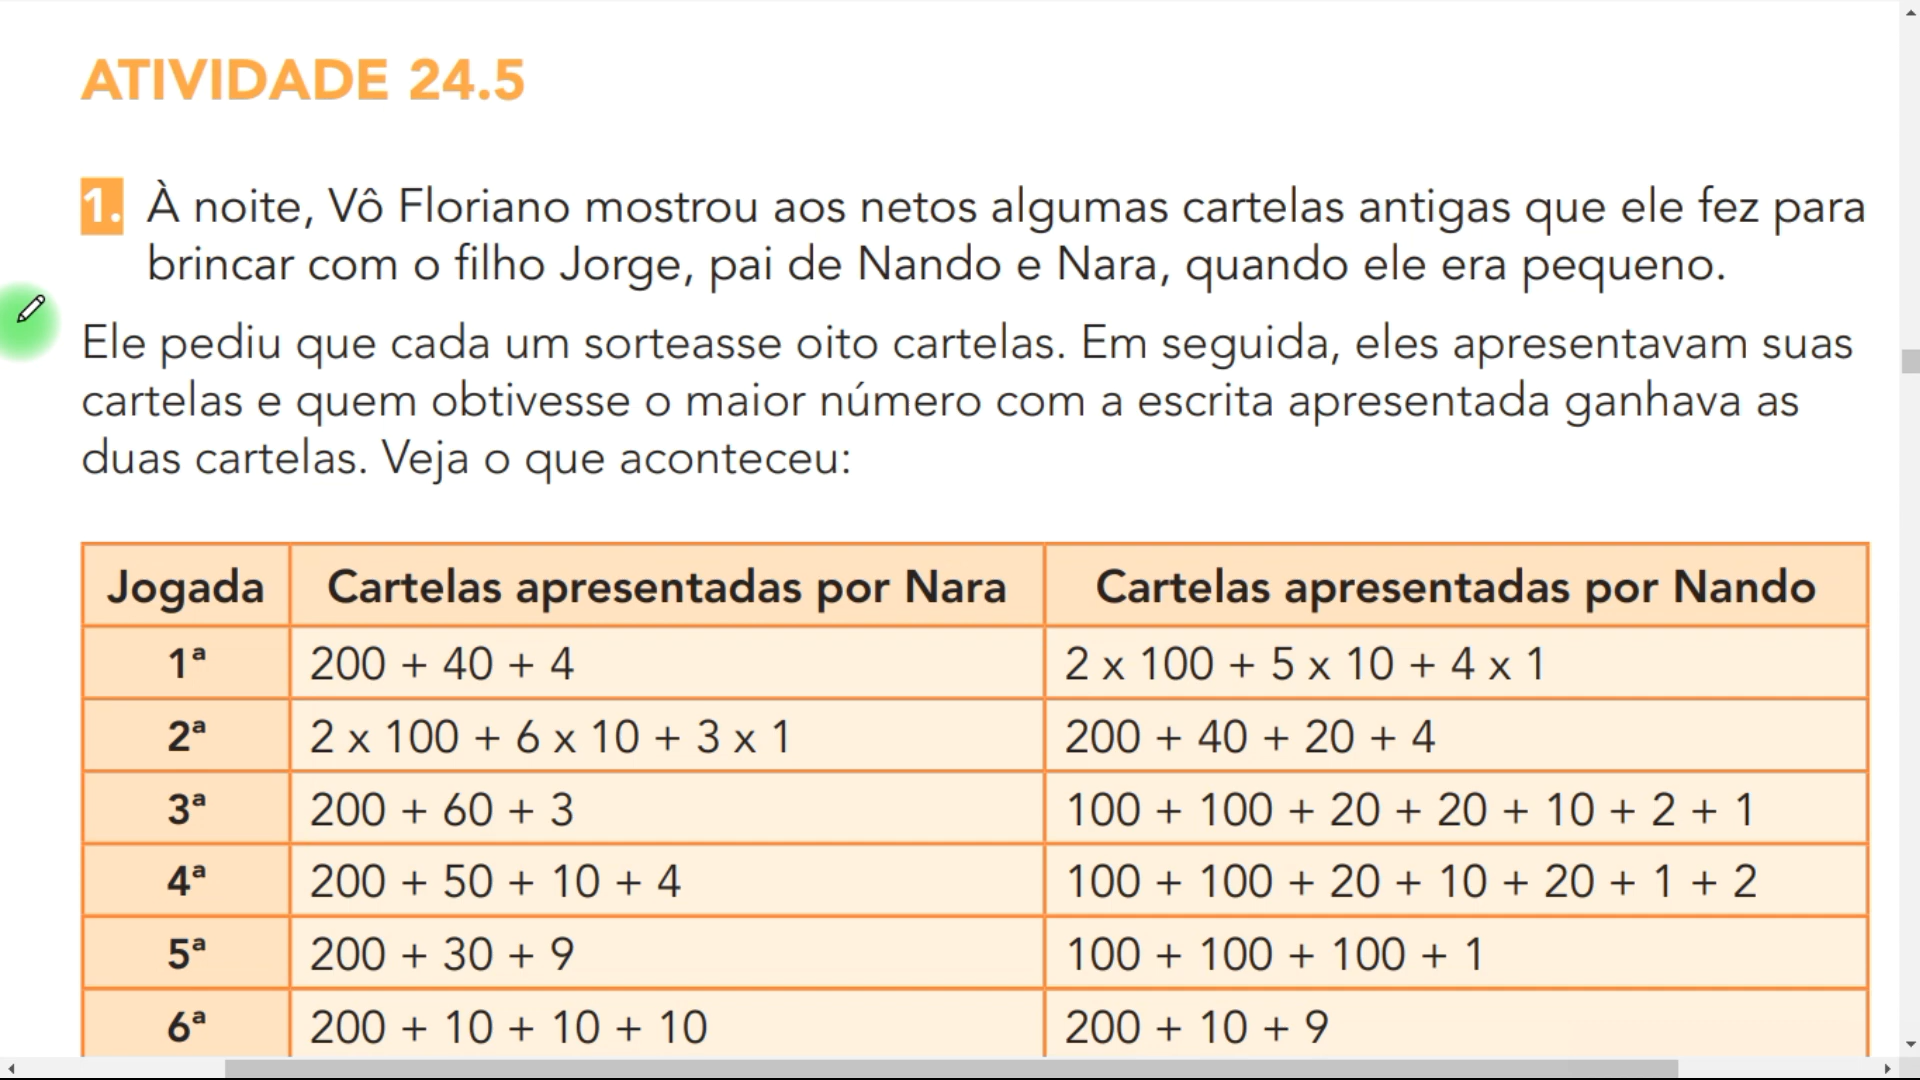 ATIVIDADE 24.5
1. À noite, Vô Floriano mostrou aos netos algumas cartelas antigas que ele fez para
brincar com o filho Jorge, pai de Nando e Nara, quando ele era pequeno.
Ele pediu que cada um sorteasse oito cartelas. Em seguida, eles apresentavam suas
cartelas e quem obtivesse o maior número com a escrita apresentada ganhava as
duas cartelas. Veja o que aconteceu:
Jogada Cartelas apresentadas por Nara Cartelas apresentadas por Nando
1ª 200 + 40 + 4 2 x 100 + 5 x 10 + 4 x 1
2ª 2 x 100 + 6 x 10 + 3 x 1 200 + 40 + 20 + 4
3ª 200 + 60 + 3 100 + 100 + 20 + 20 + 10 + 2 + 1
4ª 200 + 50 + 10 + 4 100 + 100 + 20 + 10 + 20 + 1 + 2
5ª 200 + 30 + 9 100 + 100 + 100 + 1
6ª 200 + 10 + 10 + 10 200 + 10 + 9